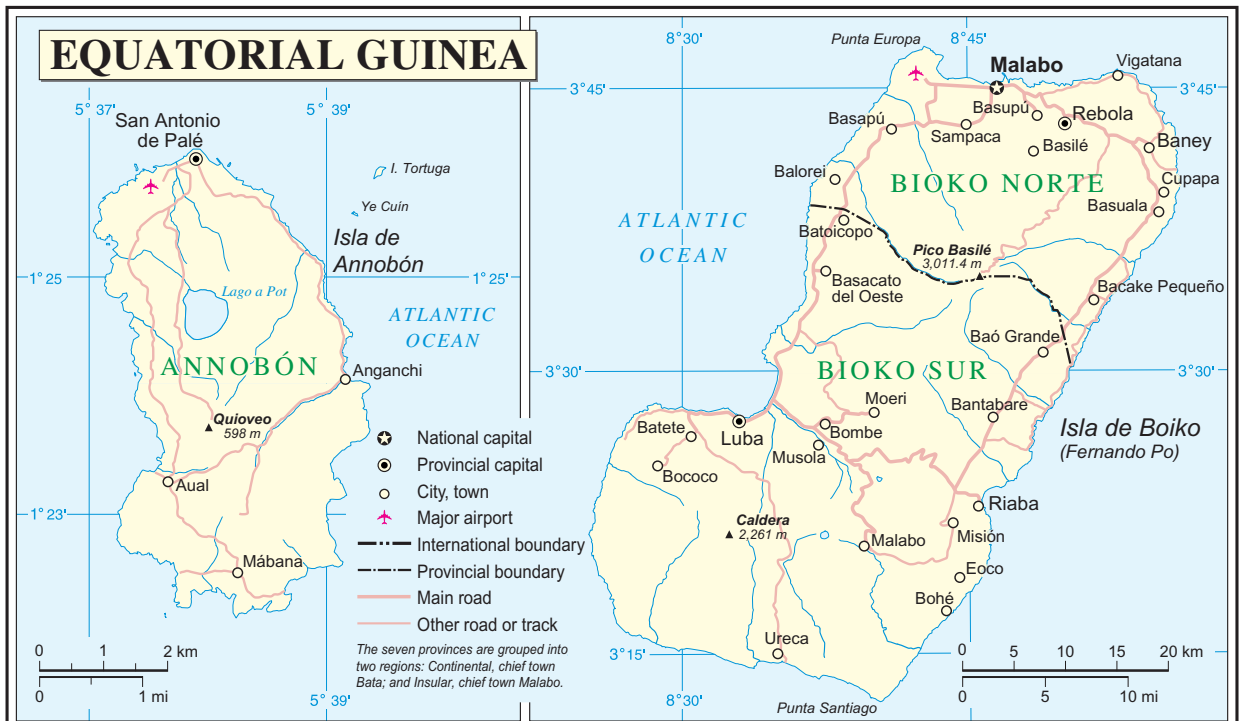 EQUATORIAL GUINEA
5° 37'
5° 39'
San Antonio
de Palé
I. Tortuga
Ye Cuín
Isla de
Annobón
1° 25'
1° 25'
Lago a Pot
ATLANTIC
OCEAN
ANNOBÓN
Anganchi
Quioveo
598 m
Aual
1° 23'
Mábana
0 1 2 km
0 1 mi
5° 39'
National capital
Provincial capital
City, town
Major airport
International boundary
Provincial boundary
Main road
Other road or track
The seven provinces are grouped into
two regions: Continental, chief town
Bata; and Insular, chief town Malabo.
8° 30'
8° 45'
Punta Europa
Malabo
Vigatana
3° 45'
3° 45'
Basupú
Rebola
Basapú
Sampaca
Basilé
Baney
Balorei
BIOKO NORTE
Cupapa
Basuala
ATLANTIC
OCEAN
Batoicopo
Pico Basilé
3,011.4 m
Basacato
del Oeste
Bacake Pequeño
Baó Grande
3° 30'
BIOKO SUR
3° 30'
Moeri
Bantabare
Batete
Luba
Bombe
Isla de Boiko
(Fernando Po)
Musola
Bococo
Riaba
Caldera
2,261 m
Malabo
Misión
Eoco
Bohé
Ureca
3° 15'
0 5 10 15 20 km
0 5 10 mi
8° 30'
Punta Santiago